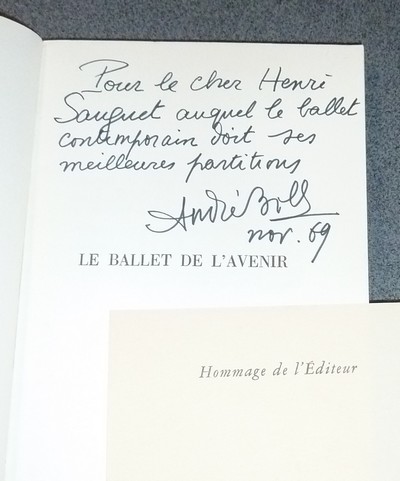 Pour le cher Henri
Sauguet auquel le ballet
contemporain doit ses
meilleures partitions
André Boll
nov. 69
LE BALLET DE L'AVENIR
Hommage de l'Éditeur